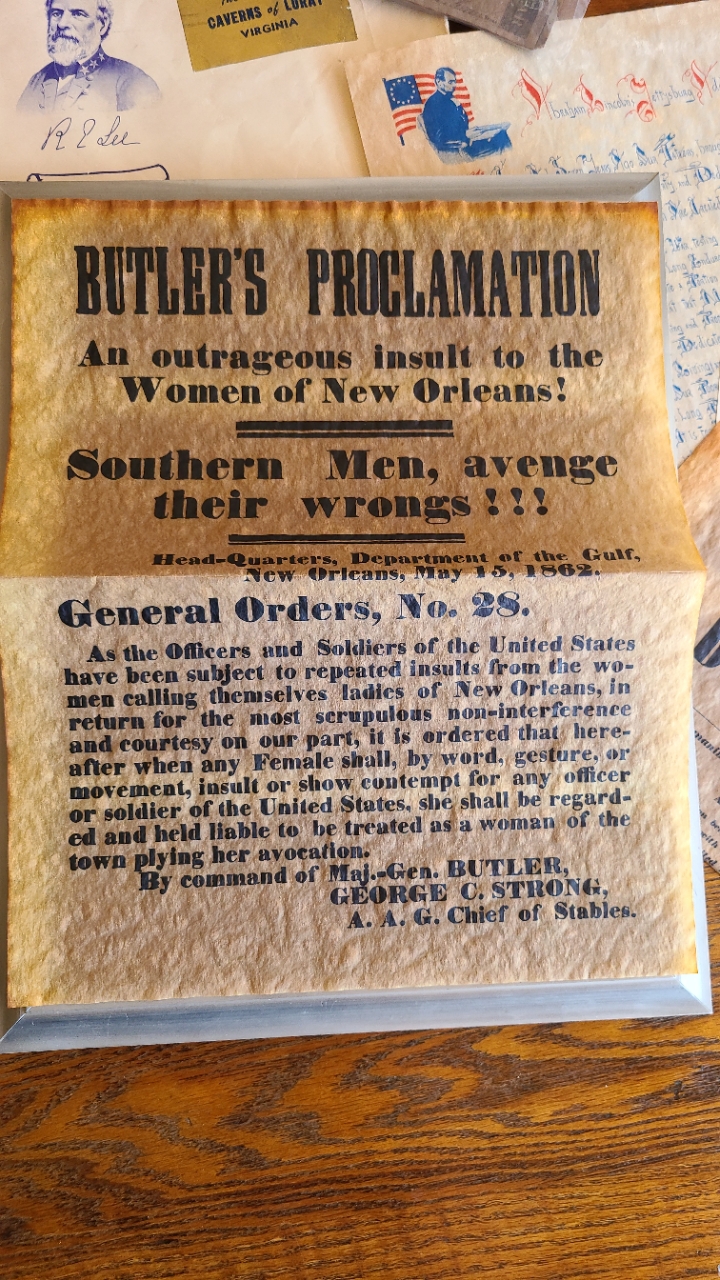 CAVERNS of LURAY
VIRGINIA
R E Lee
Abraham Lincoln Gettysburg
BUTLER'S PROCLAMATION
An outrageous insult to the
Women of New Orleans!
Southern Men, avenge
their wrongs!!!
Head-Quarters, Department of the Gulf,
New Orleans, May 15, 1862.
General Orders, No. 28.
As the Officers and Soldiers of the United States
have been subject to repeated insults from the wo-
men calling themselves ladies of New Orleans, in
return for the most scrupulous non-interference
and courtesy on our part, it is ordered that here-
after when any Female shall, by word, gesture, or
movement, insult or show contempt for any officer
or soldier of the United States, she shall be regard-
ed and held liable to be treated as a woman of the
town plying her avocation.
By command of Maj.-Gen. BUTLER,
GEORGE C. STRONG,
A. A. G. Chief of Stables.